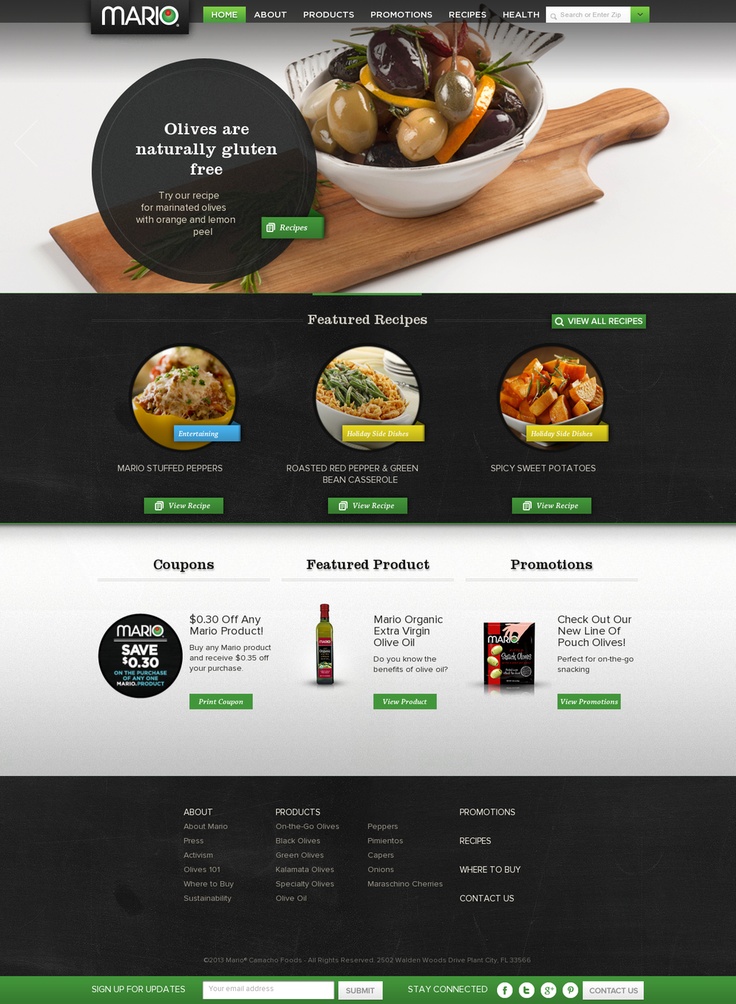 MARIO
HOME
ABOUT
PRODUCTS
PROMOTIONS
RECIPES
HEALTH
Search or Enter Zip
Olives are
naturally gluten
free
Try our recipe
for marinated olives
with orange and lemon
peel
Recipes
Featured Recipes
VIEW ALL RECIPES
Entertaining
Holiday Side Dishes
Holiday Side Dishes
MARIO STUFFED PEPPERS
ROASTED RED PEPPER & GREEN
BEAN CASSEROLE
SPICY SWEET POTATOES
View Recipe
View Recipe
View Recipe
Coupons
Featured Product
Promotions
MARIO
SAVE
$0.30
ON THE PURCHASE
OF ANY ONE
MARIO PRODUCT
$0.30 Off Any
Mario Product!
Buy any Mario product
and receive $0.35 off
your purchase.
Print Coupon
MARIO
Mario Organic
Extra Virgin
Olive Oil
Do you know the
benefits of olive oil?
View Product
MARIO
Snack Olives
Check Out Our
New Line Of
Pouch Olives!
Perfect for on-the-go
snacking
View Promotions
ABOUT
About Mario
Press
Activism
Olives 101
Where to Buy
Sustainability
PRODUCTS
On-the-Go Olives
Black Olives
Green Olives
Kalamata Olives
Specialty Olives
Olive Oil
Peppers
Pimientos
Capers
Onions
Maraschino Cherries
PROMOTIONS
RECIPES
WHERE TO BUY
CONTACT US
©2013 Mario® Camacho Foods - All Rights Reserved. 2502 Walden Woods Drive Plant City, FL 33566
SIGN UP FOR UPDATES
Your email address
SUBMIT
STAY CONNECTED
CONTACT US